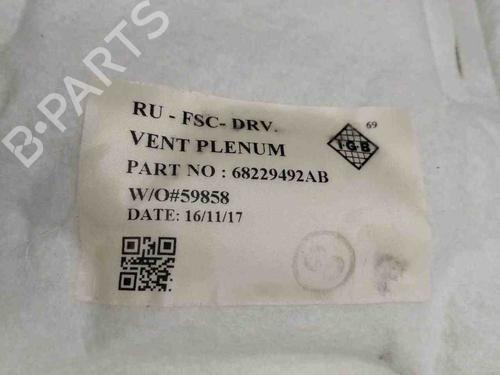 RU - FSC- DRV.
69
VENT PLENUM
IGB
PART NO : 68229492AB
W/O#59858
DATE: 16/11/17
B-PARTS